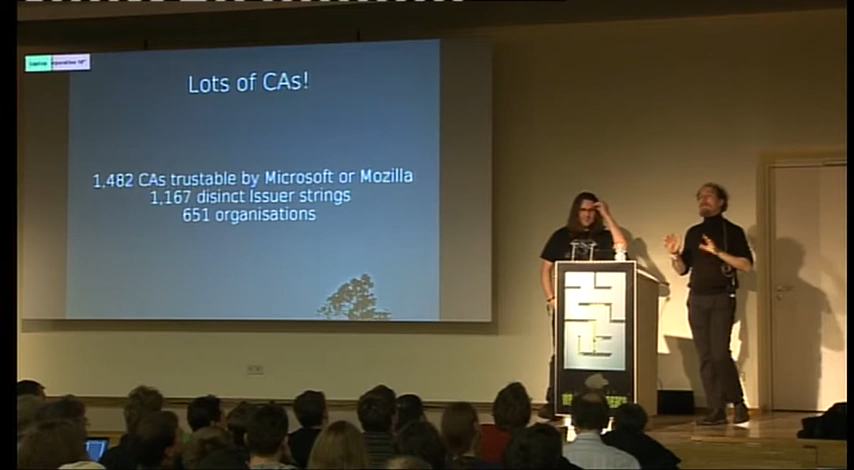 Lots of CAs!
1,482 CAs trustable by Microsoft or Mozilla
1,167 disinct Issuer strings
651 organisations